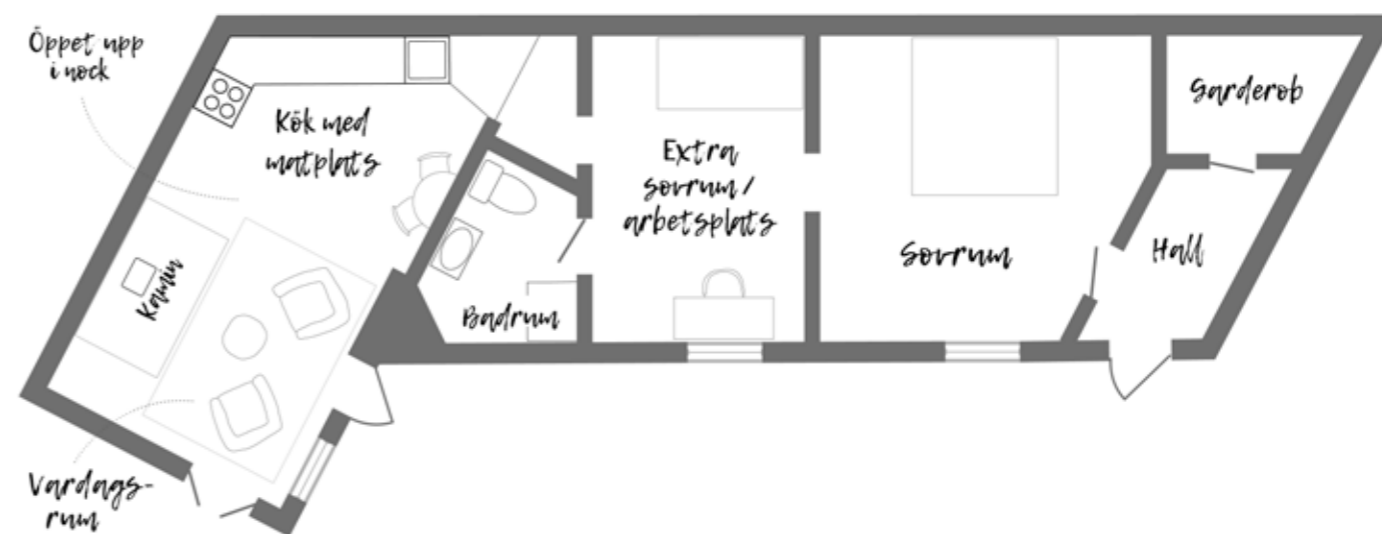 Öppet upp
i nock
Kök med
matplats
Kamin
Vardags-
rum
Badrum
Extra
sovrum /
arbetsplats
Sovrum
Garderob
Hall